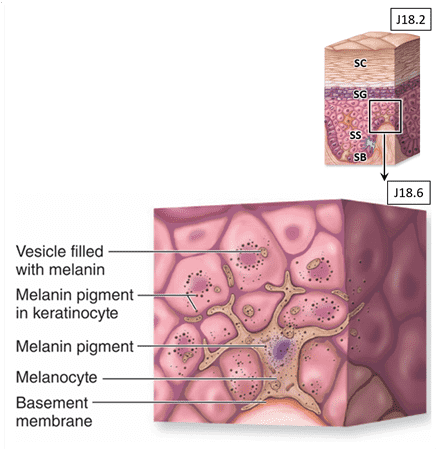 J18.2
SC
SG
SS
SB
J18.6
Vesicle filled
with melanin
Melanin pigment
in keratinocyte
Melanin pigment
Melanocyte
Basement
membrane